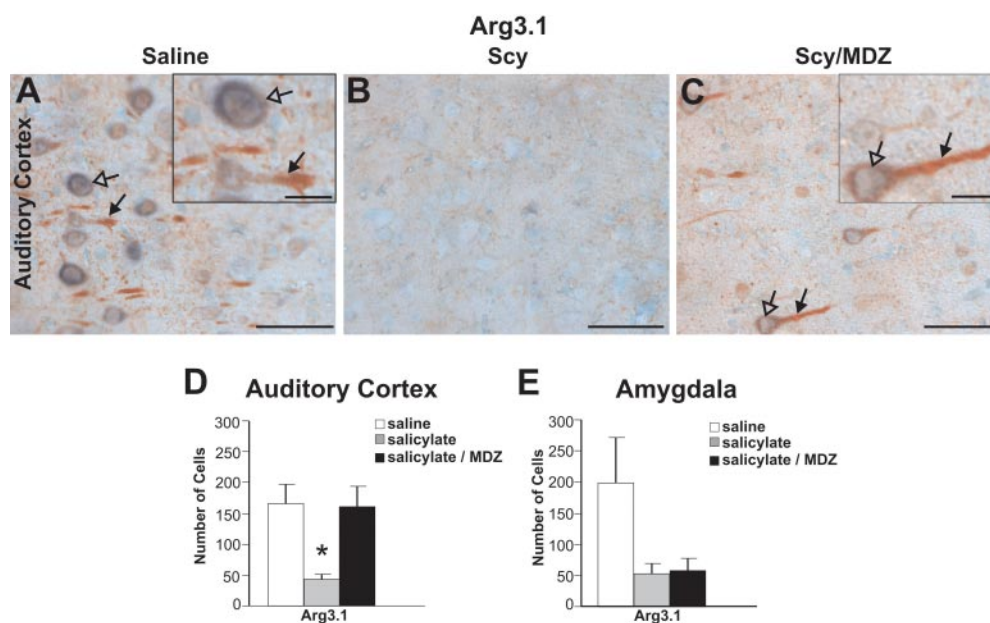 Arg3.1
Saline Scy Scy/MDZ
A B C
Auditory Cortex
D Auditory Cortex
saline
salicylate
salicylate / MDZ
Number of Cells
300
250
200
150
100
50
0
Arg3.1
*
E Amygdala
saline
salicylate
salicylate / MDZ
Number of Cells
300
250
200
150
100
50
0
Arg3.1